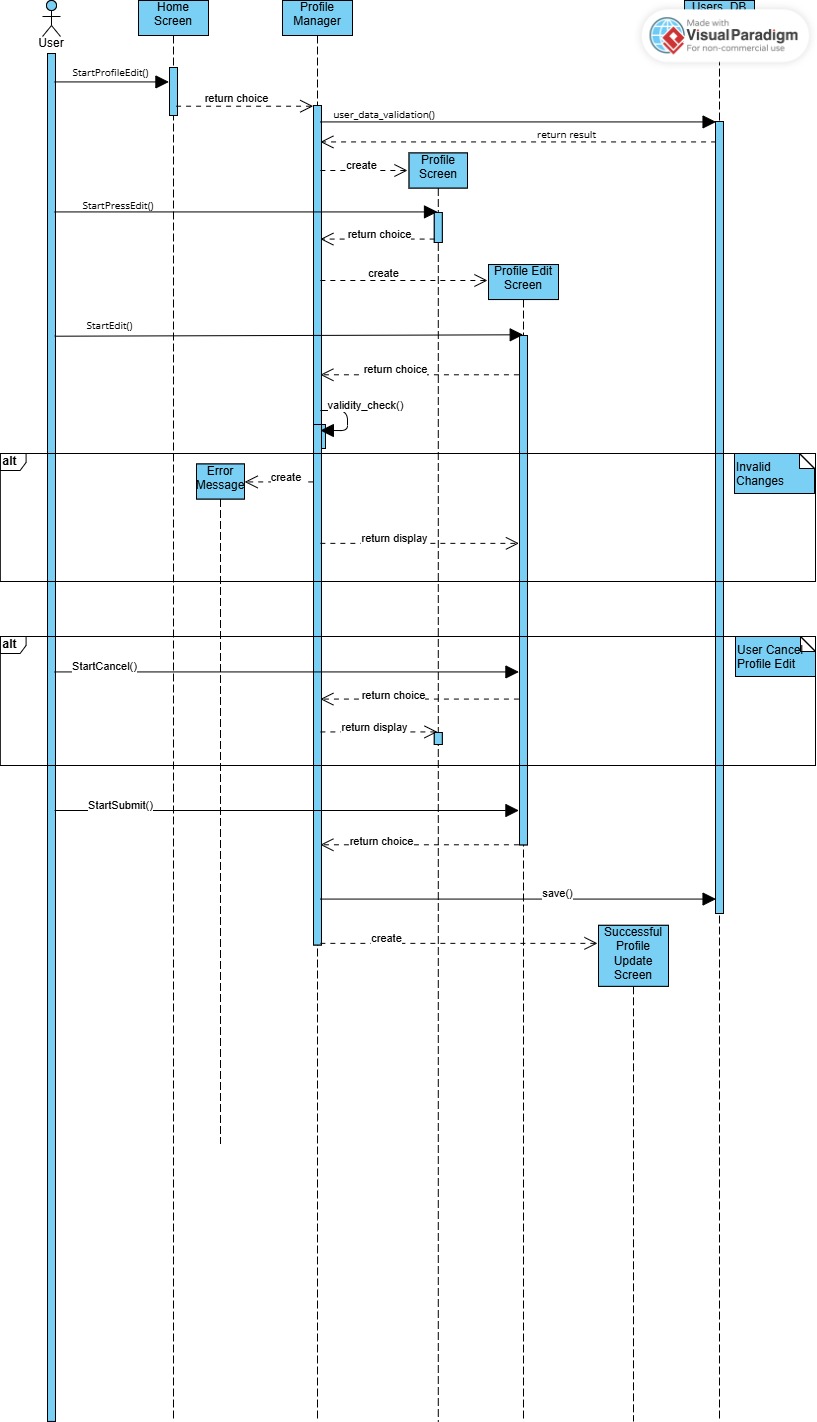 Home
Screen
Profile
Manager
Users_DB
Made with
VisualParadigm
For non-commercial use
User
StartProfileEdit()
return choice
user_data_validation()
return result
create
Profile
Screen
StartPressEdit()
return choice
create
Profile Edit
Screen
StartEdit()
return choice
validity_check()
alt
Invalid
Changes
Error
Message
create
return display
alt
User Cancel
Profile Edit
StartCancel()
return choice
return display
StartSubmit()
return choice
save()
create
Successful
Profile
Update
Screen